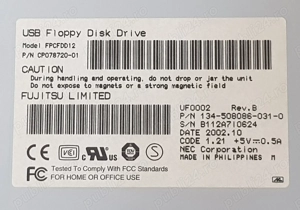 USB Floppy Disk Drive
Model FPCFDD12
P/N CP078720-01
CAUTION
During handling and operating, do not drop or jar the unit.
Do not expose to magnets or a strong magnetic field
FUJITSU LIMITED
UF0002 Rev.B
P/N 134-508086-031-0
S/N B112A710624
DATE 2002.10
CODE 1.21 +5V 0.5A
NEC Corporation
MADE IN PHILIPPINES M
Tested To Comply With FCC Standards
FOR HOME OR OFFICE USE